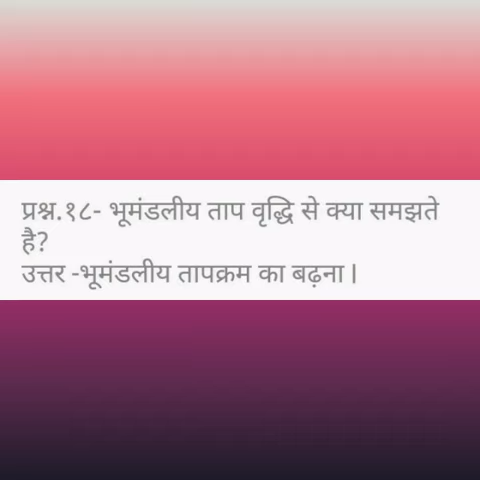 प्रश्न.१८- भूमंडलीय ताप वृद्धि से क्या समझते
है?
उत्तर -भूमंडलीय तापक्रम का बढ़ना l